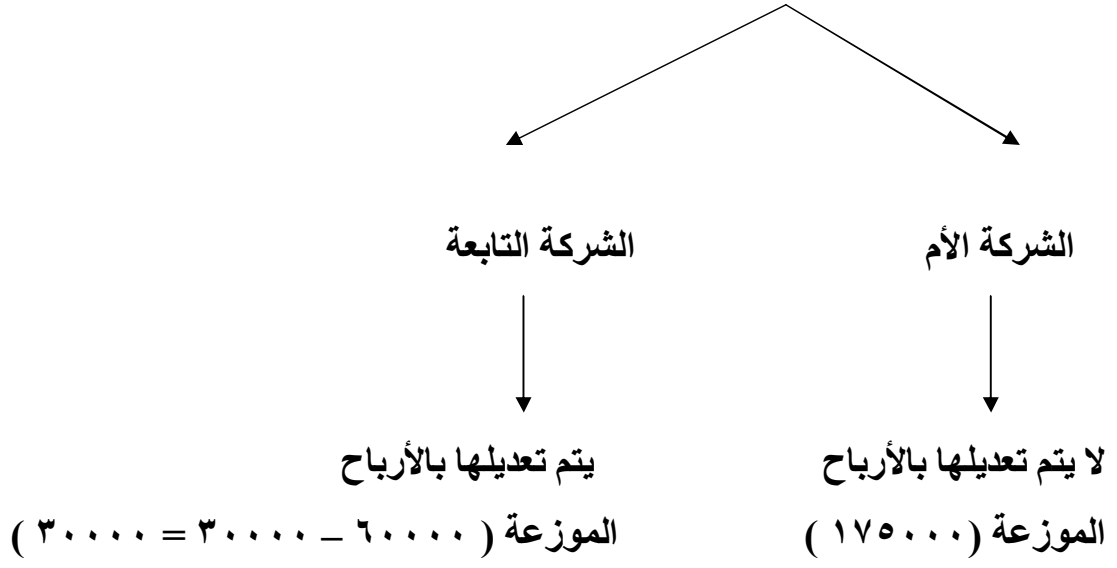 الشركة الأم
الشركة التابعة
لا يتم تعديلها بالأرباح
الموزعة (١٧٥٠٠٠ )
يتم تعديلها بالأرباح
الموزعة ( ٦٠٠٠٠ – ٣٠٠٠٠ = ٣٠٠٠٠ )